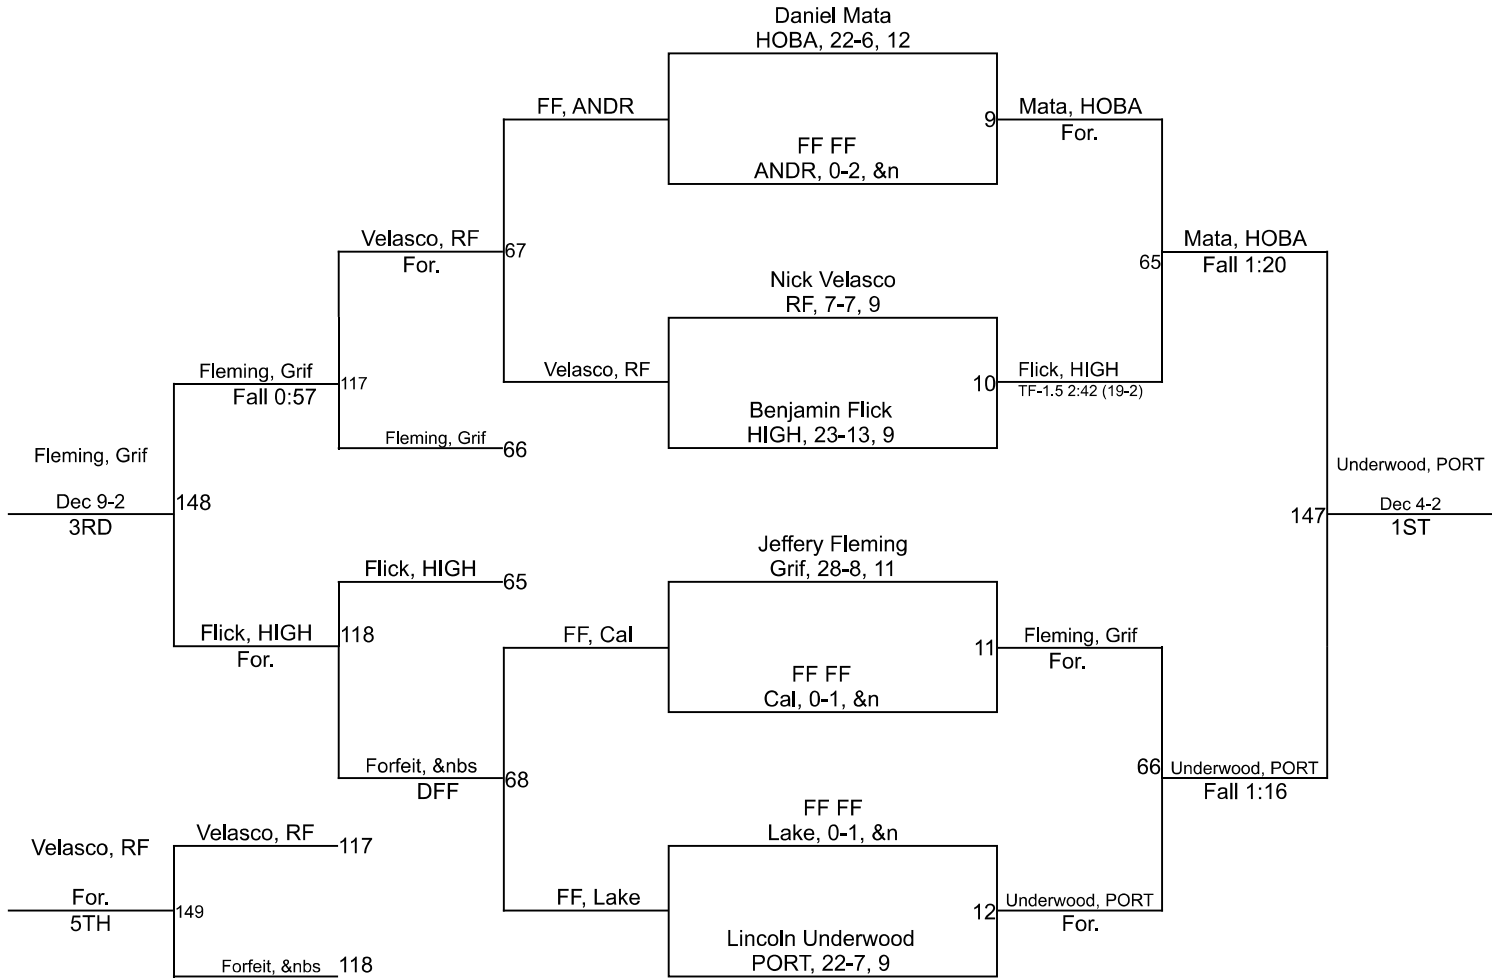 Daniel Mata
HOBA, 22-6, 12
FF, ANDR
9
Mata, HOBA
For.
FF FF
ANDR, 0-2, &n
Velasco, RF
For.
67
65
Mata, HOBA
Fall 1:20
Nick Velasco
RF, 7-7, 9
Fleming, Grif
Fall 0:57
117
Velasco, RF
10
Flick, HIGH
TF-1.5 2:42 (19-2)
Benjamin Flick
HIGH, 23-13, 9
Fleming, Grif
66
Fleming, Grif
Dec 9-2
3RD
148
Underwood, PORT
147
Dec 4-2
1ST
Jeffery Fleming
Grif, 28-8, 11
Flick, HIGH
65
Flick, HIGH
For.
118
FF, Cal
11
Fleming, Grif
For.
FF FF
Cal, 0-1, &n
Forfeit, &nbs
DFF
68
66
Underwood, PORT
Fall 1:16
FF FF
Lake, 0-1, &n
Velasco, RF
Velasco, RF
117
For.
5TH
149
FF, Lake
12
Underwood, PORT
For.
Lincoln Underwood
PORT, 22-7, 9
Forfeit, &nbs
118